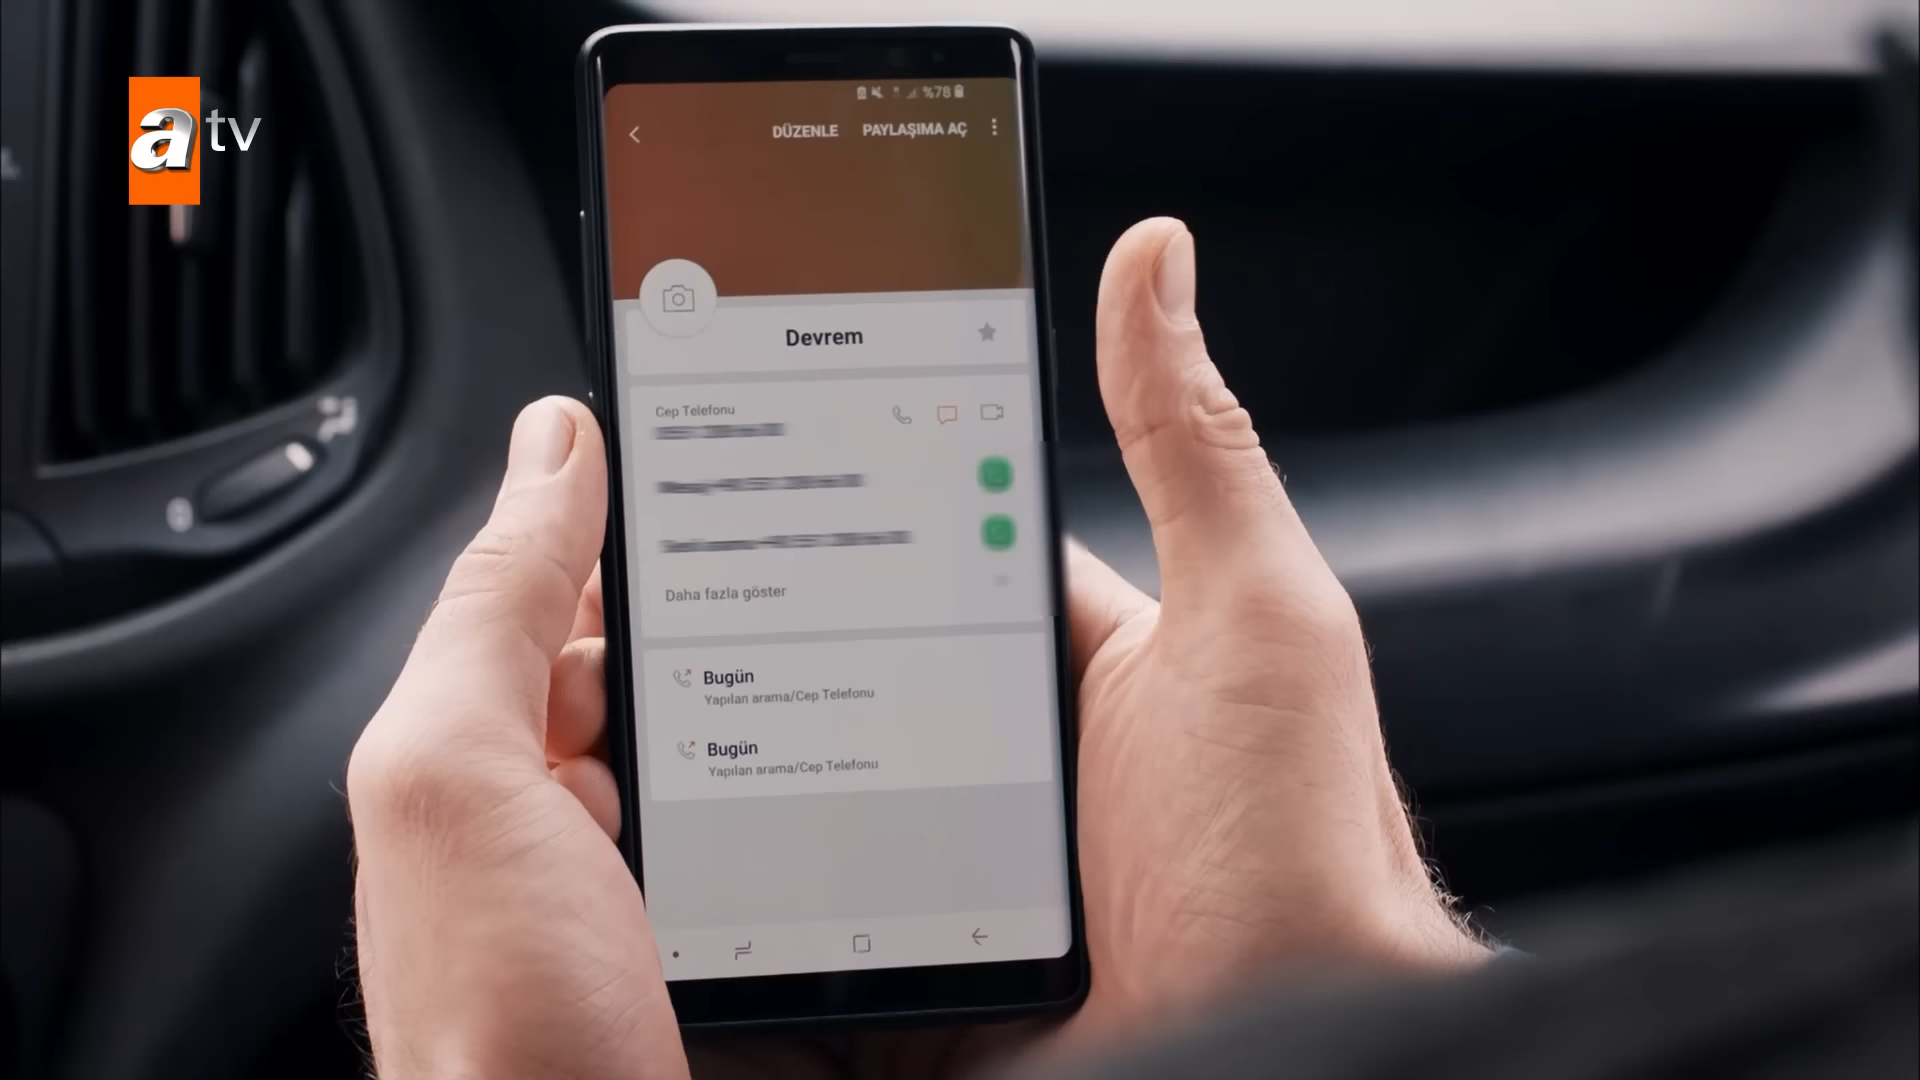 atv
%78
DÜZENLE PAYLAŞIMA AÇ
Devrem
Cep Telefonu
Daha fazla göster
Bugün
Yapılan arama/Cep Telefonu
Bugün
Yapılan arama/Cep Telefonu